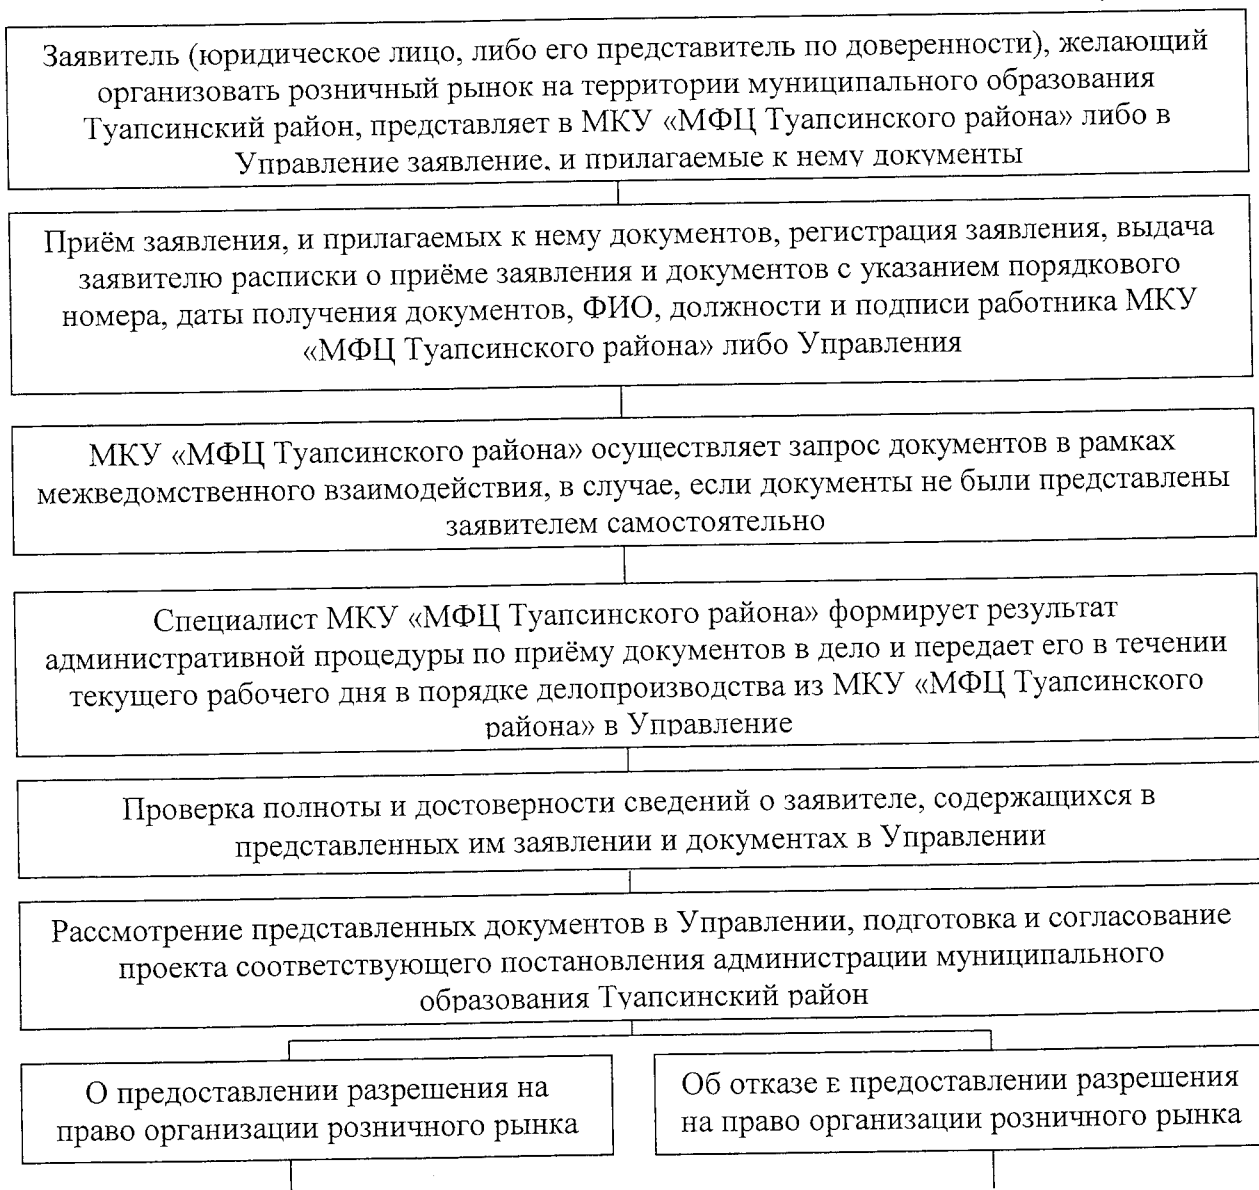 Заявитель (юридическое лицо, либо его представитель по доверенности), желающий
организовать розничный рынок на территории муниципального образования
Туапсинский район, представляет в МКУ «МФЦ Туапсинского района» либо в
Управление заявление, и прилагаемые к нему документы
Приём заявления, и прилагаемых к нему документов, регистрация заявления, выдача
заявителю расписки о приёме заявления и документов с указанием порядкового
номера, даты получения документов, ФИО, должности и подписи работника МКУ
«МФЦ Туапсинского района» либо Управления
МКУ «МФЦ Туапсинского района» осуществляет запрос документов в рамках
межведомственного взаимодействия, в случае, если документы не были представлены
заявителем самостоятельно
Специалист МКУ «МФЦ Туапсинского района» формирует результат
административной процедуры по приёму документов в дело и передает его в течении
текущего рабочего дня в порядке делопроизводства из МКУ «МФЦ Туапсинского
района» в Управление
Проверка полноты и достоверности сведений о заявителе, содержащихся в
представленных им заявлении и документах в Управлении
Рассмотрение представленных документов в Управлении, подготовка и согласование
проекта соответствующего постановления администрации муниципального
образования Туапсинский район
О предоставлении разрешения на
право организации розничного рынка
Об отказе в предоставлении разрешения
на право организации розничного рынка